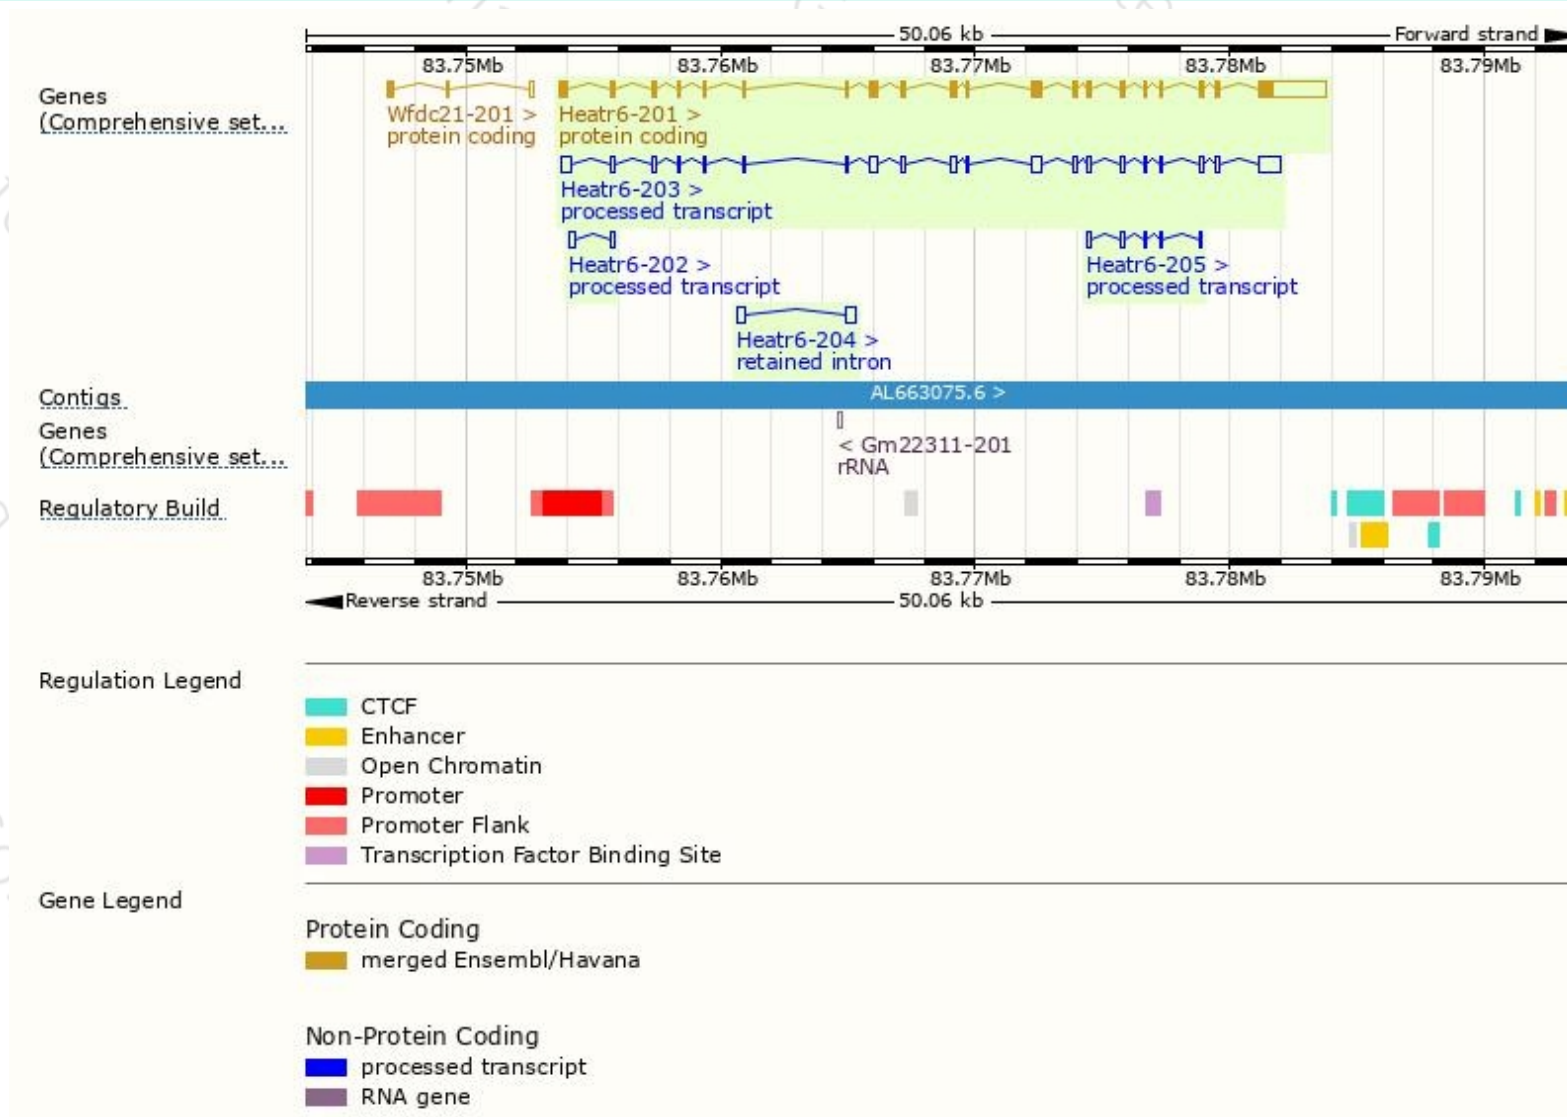 50.06 kb Forward strand
83.75Mb 83.76Mb 83.77Mb 83.78Mb 83.79Mb
Genes
(Comprehensive set...
Wfdc21-201 > Heatr6-201 >
protein coding protein coding
Heatr6-203 >
processed transcript
Heatr6-202 > Heatr6-205 >
processed transcript processed transcript
Heatr6-204 >
retained intron
Contigs AL663075.6 >
Genes
(Comprehensive set...
< Gm22311-201
rRNA
Regulatory Build
83.75Mb 83.76Mb 83.77Mb 83.78Mb 83.79Mb
Reverse strand 50.06 kb
Regulation Legend
CTCF
Enhancer
Open Chromatin
Promoter
Promoter Flank
Transcription Factor Binding Site
Gene Legend
Protein Coding
merged Ensembl/Havana
Non-Protein Coding
processed transcript
RNA gene